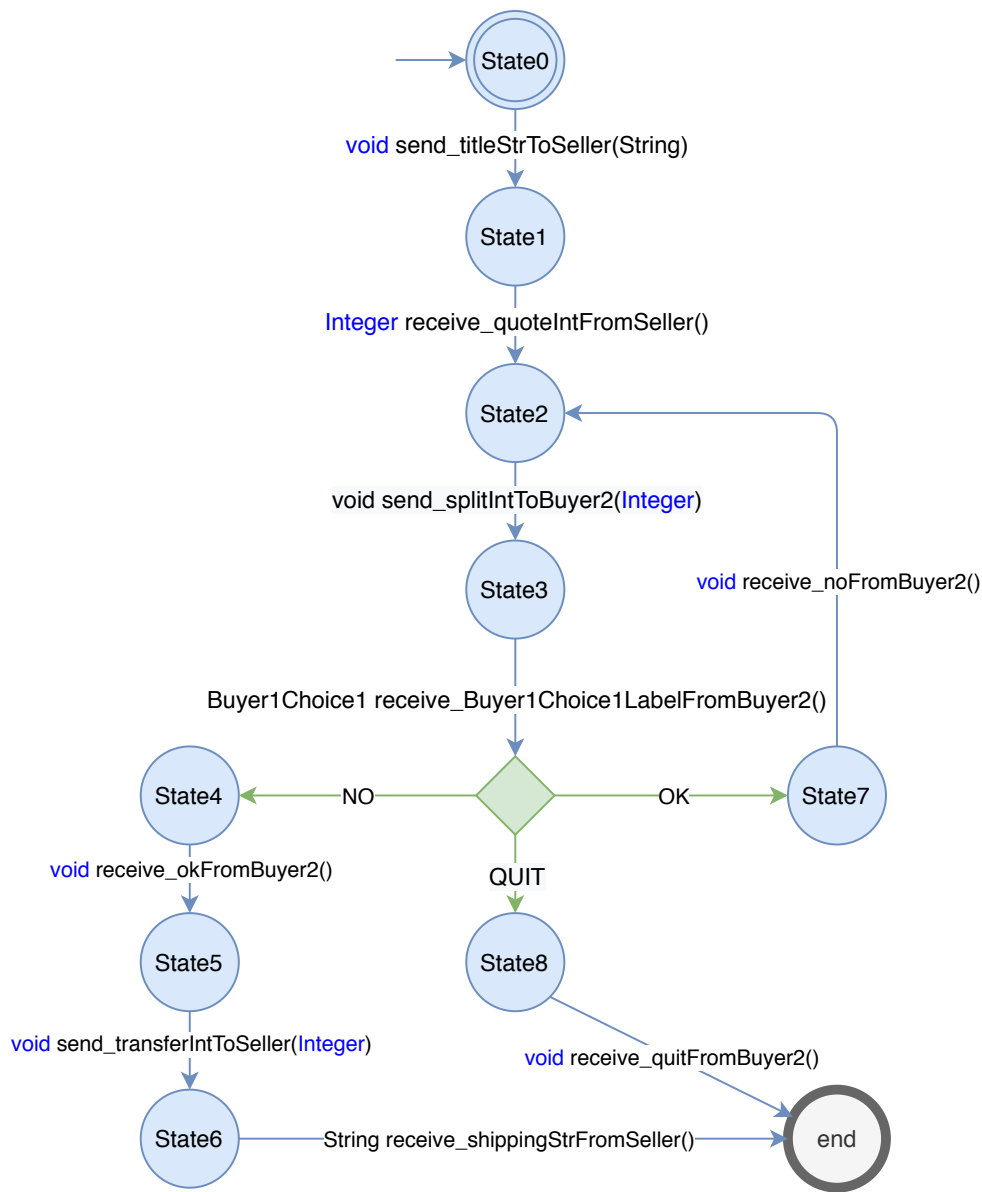 State0
void send_titleStrToSeller(String)
State1
Integer receive_quoteIntFromSeller()
State2
void send_splitIntToBuyer2(Integer)
State3
void receive_noFromBuyer2()
Buyer1Choice1 receive_Buyer1Choice1LabelFromBuyer2()
State4
NO
OK
State7
void receive_okFromBuyer2()
QUIT
State5
State8
void send_transferIntToSeller(Integer)
void receive_quitFromBuyer2()
State6
String receive_shippingStrFromSeller()
end